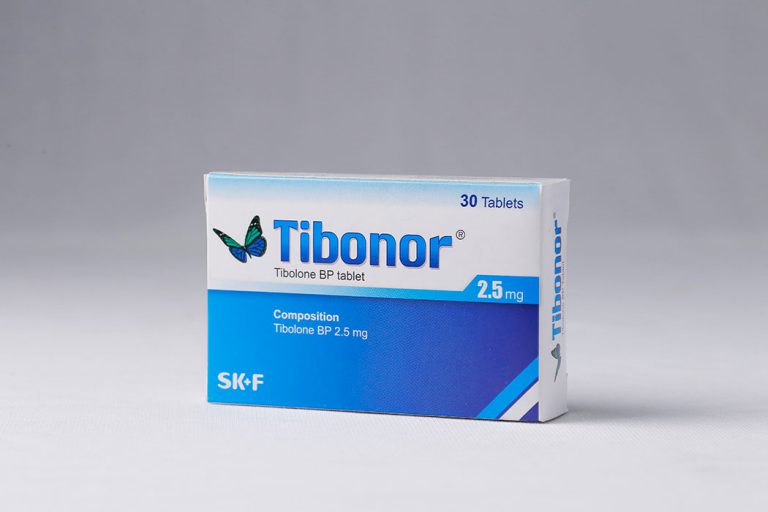 30 Tablets
Tibonor®
Tibolone BP tablet
2.5 mg
Composition
Tibolone BP 2.5 mg
SK+F
Tibonor®